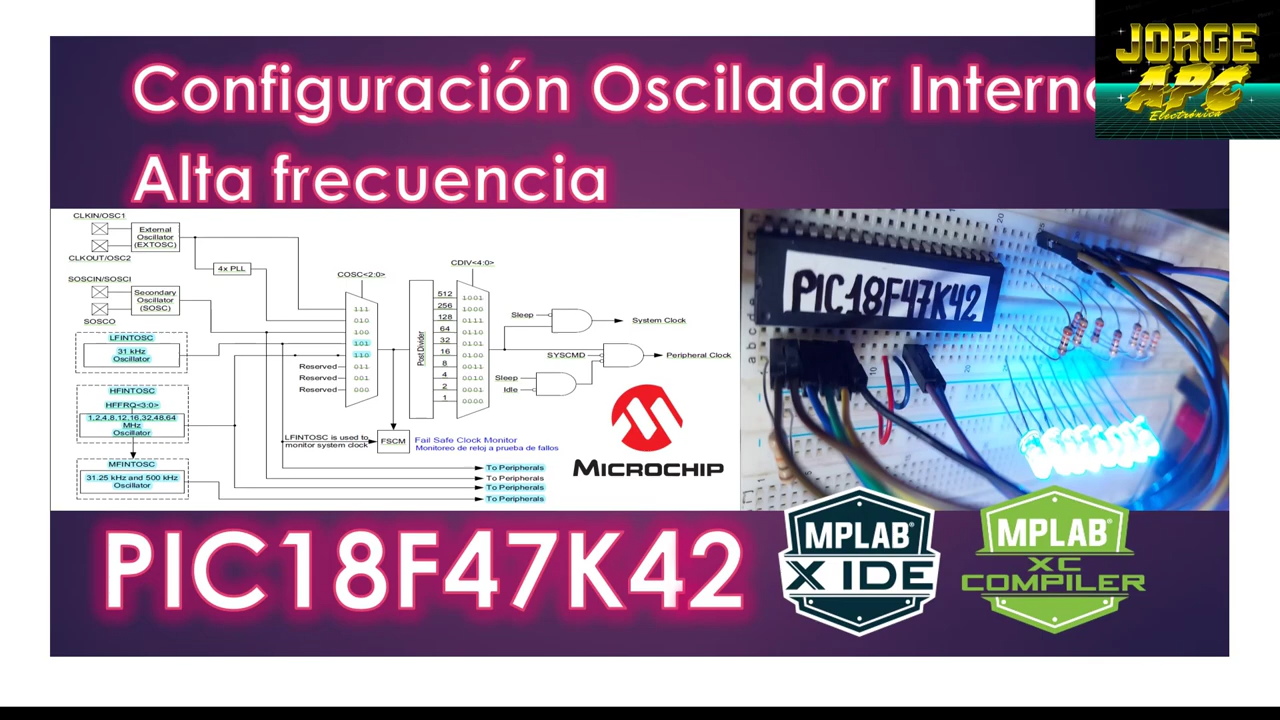 Configuración Oscilador Interno
Alta frecuencia
JORGE
APC
Electrónica
CLKIN/OSC1
External
Oscillator
(EXTOSC)
CLKOUT/OSC2
4x PLL
SOSCIN/SOSCI
Secondary
Oscillator
(SOSC)
SOSCO
LFINTOSC
31 kHz
Oscillator
HFINTOSC
HFFRQ<3:0>
1,2,4,8,12,16,32,48,64
MHz
Oscillator
MFINTOSC
31.25 kHz and 500 kHz
Oscillator
COSC<2:0>
111
010
100
101
110
Reserved 011
Reserved 001
Reserved 000
LFINTOSC is used to
monitor system clock
FSCM
Fail Safe Clock Monitor
Monitoreo de reloj a prueba de fallos
Post Divider
CDIV<4:0>
512 1001
256 1000
128 0111
64 0110
32 0101
16 0100
8 0011
4 0010
2 0001
1 0000
Sleep
System Clock
SYSCMD
Peripheral Clock
Sleep
Idle
To Peripherals
To Peripherals
To Peripherals
To Peripherals
MICROCHIP
PIC18F47K42
PIC18F47K42
MPLAB®
X IDE
MPLAB®
XC
COMPILER